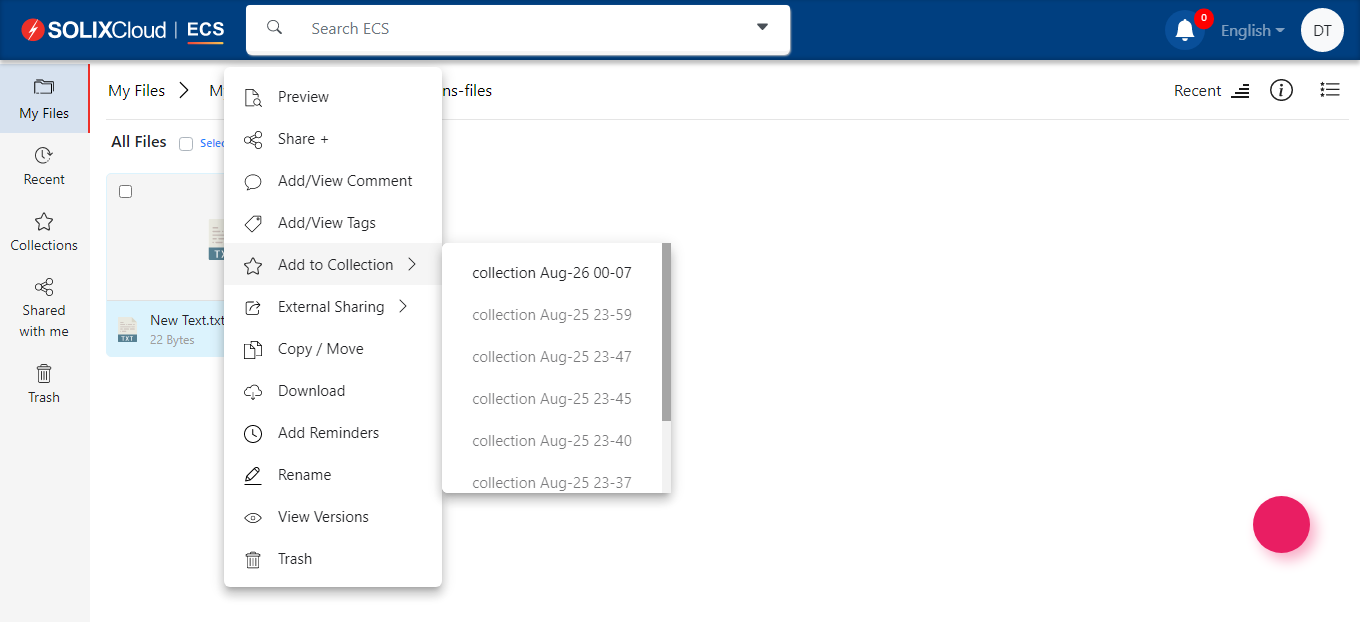 SOLIXCloud | ECS
Search ECS
0
English
DT
My Files
Recent
Collections
Shared
with me
Trash
My Files
ns-files
Recent
All Files
TXT
New Text.txt
22 Bytes
Preview
Share +
Add/View Comment
Add/View Tags
Add to Collection
External Sharing
Copy / Move
Download
Add Reminders
Rename
View Versions
Trash
collection Aug-26 00-07
collection Aug-25 23-59
collection Aug-25 23-47
collection Aug-25 23-45
collection Aug-25 23-40
collection Aug-25 23-37